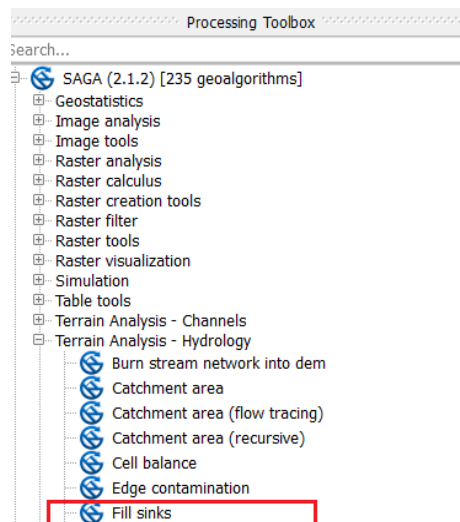 Processing Toolbox
Search...
SAGA (2.1.2) [235 geoalgorithms]
Geostatistics
Image analysis
Image tools
Raster analysis
Raster calculus
Raster creation tools
Raster filter
Raster tools
Raster visualization
Simulation
Table tools
Terrain Analysis - Channels
Terrain Analysis - Hydrology
Burn stream network into dem
Catchment area
Catchment area (flow tracing)
Catchment area (recursive)
Cell balance
Edge contamination
Fill sinks